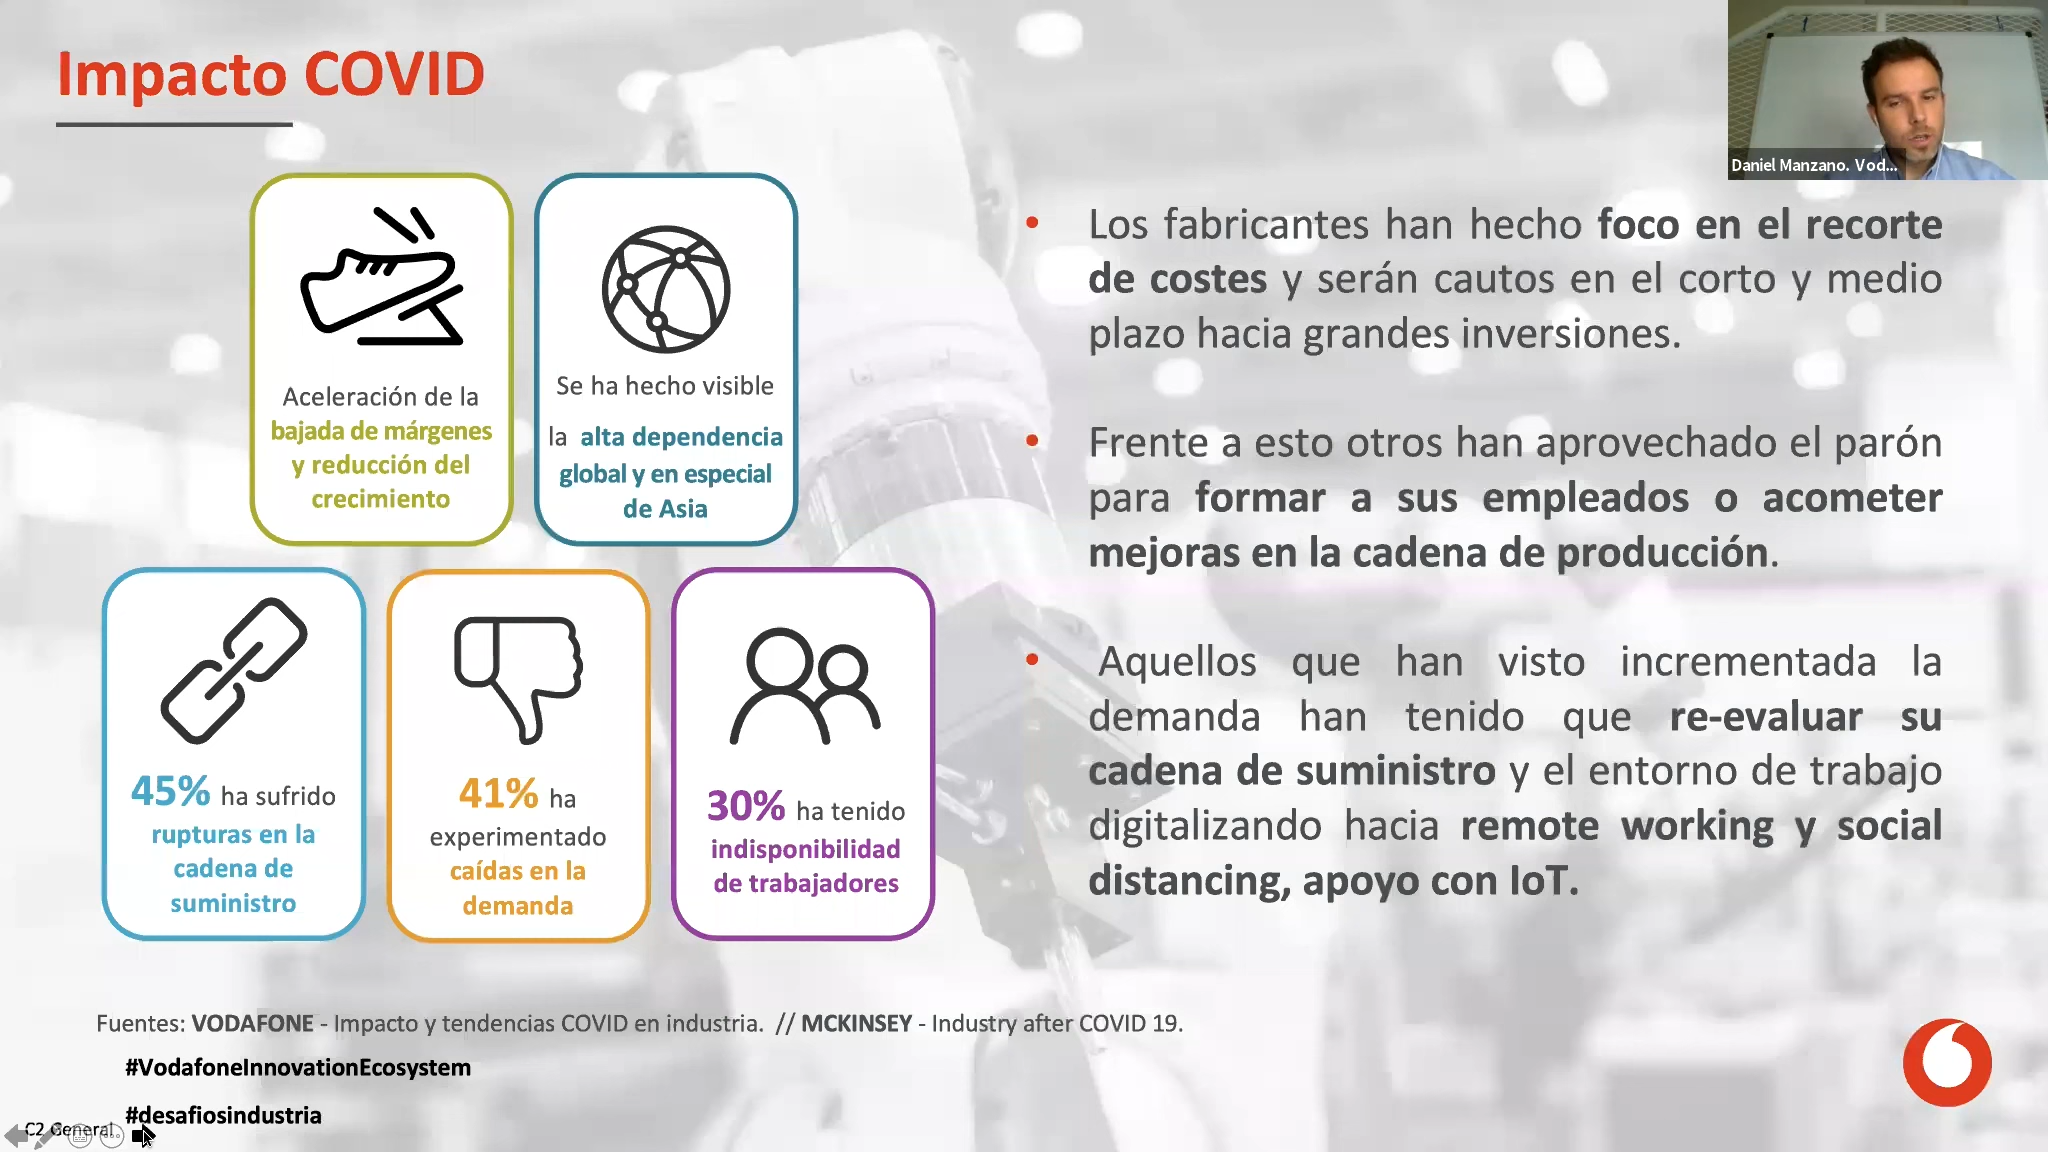 Impacto COVID
Daniel Manzano. Vod...
Aceleración de la
bajada de márgenes
y reducción del
crecimiento
Se ha hecho visible
la alta dependencia
global y en especial
de Asia
45% ha sufrido
rupturas en la
cadena de
suministro
41% ha
experimentado
caídas en la
demanda
30% ha tenido
indisponibilidad
de trabajadores
• Los fabricantes han hecho foco en el recorte
de costes y serán cautos en el corto y medio
plazo hacia grandes inversiones.
• Frente a esto otros han aprovechado el parón
para formar a sus empleados o acometer
mejoras en la cadena de producción.
• Aquellos que han visto incrementada la
demanda han tenido que re-evaluar su
cadena de suministro y el entorno de trabajo
digitalizando hacia remote working y social
distancing, apoyo con IoT.
Fuentes: VODAFONE - Impacto y tendencias COVID en industria. // MCKINSEY - Industry after COVID 19.
#VodafoneInnovationEcosystem
#desafiosindustria
C2 General